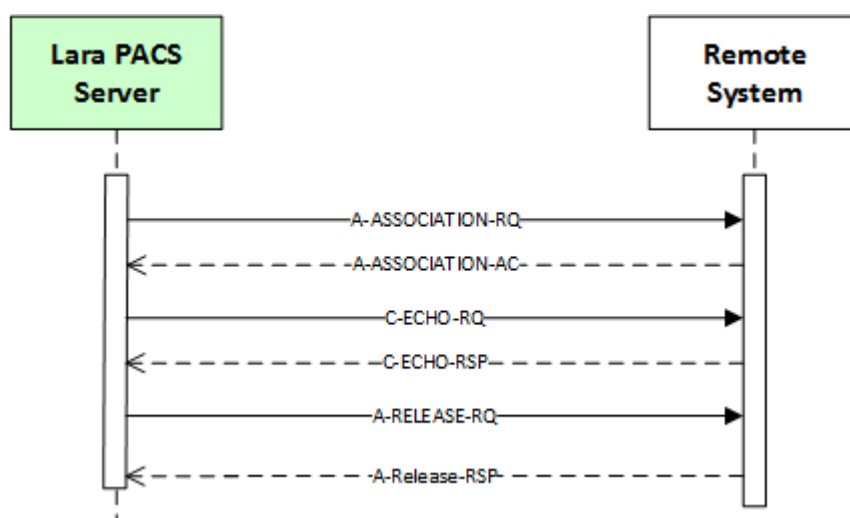 Lara PACS
Server
Remote
System
A-ASSOCIATION-RQ
A-ASSOCIATION-AC
C-ECHO-RQ
C-ECHO-RSP
A-RELEASE-RQ
A-Release-RSP